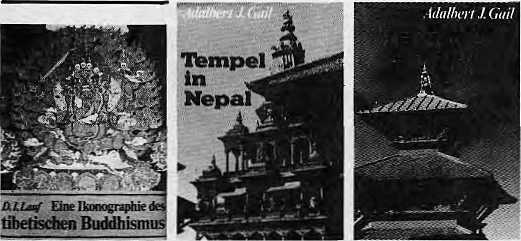 D. I. Lauf Eine Ikonographie des
tibetischen Buddhismus
Adalbert J. Gail
Tempel
in
Nepal
Adalbert J. Gail